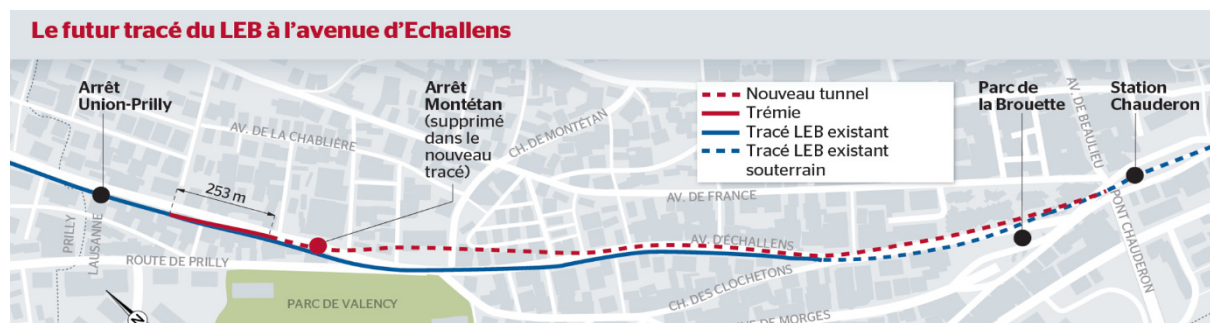 Le futur tracé du LEB à l’avenue d’Echallens
Arrêt
Union-Prilly
Arrêt
Montétan
(supprimé
dans le
nouveau
tracé)
Nouveau tunnel
Trémie
Tracé LEB existant
Tracé LEB existant
souterrain
Parc de
la Brouette
Station
Chauderon
AV. DE LA CHABLIÈRE
CH. DE MONTÉTAN
AV. DE BEAULIEU
253 m
AV. DE FRANCE
PRILLY
LAUSANNE
ROUTE DE PRILLY
AV. D'ÉCHALLENS
PONT CHAUDERON
PARC DE VALENCY
CH. DES CLOCHETONS
DE MORGES
N